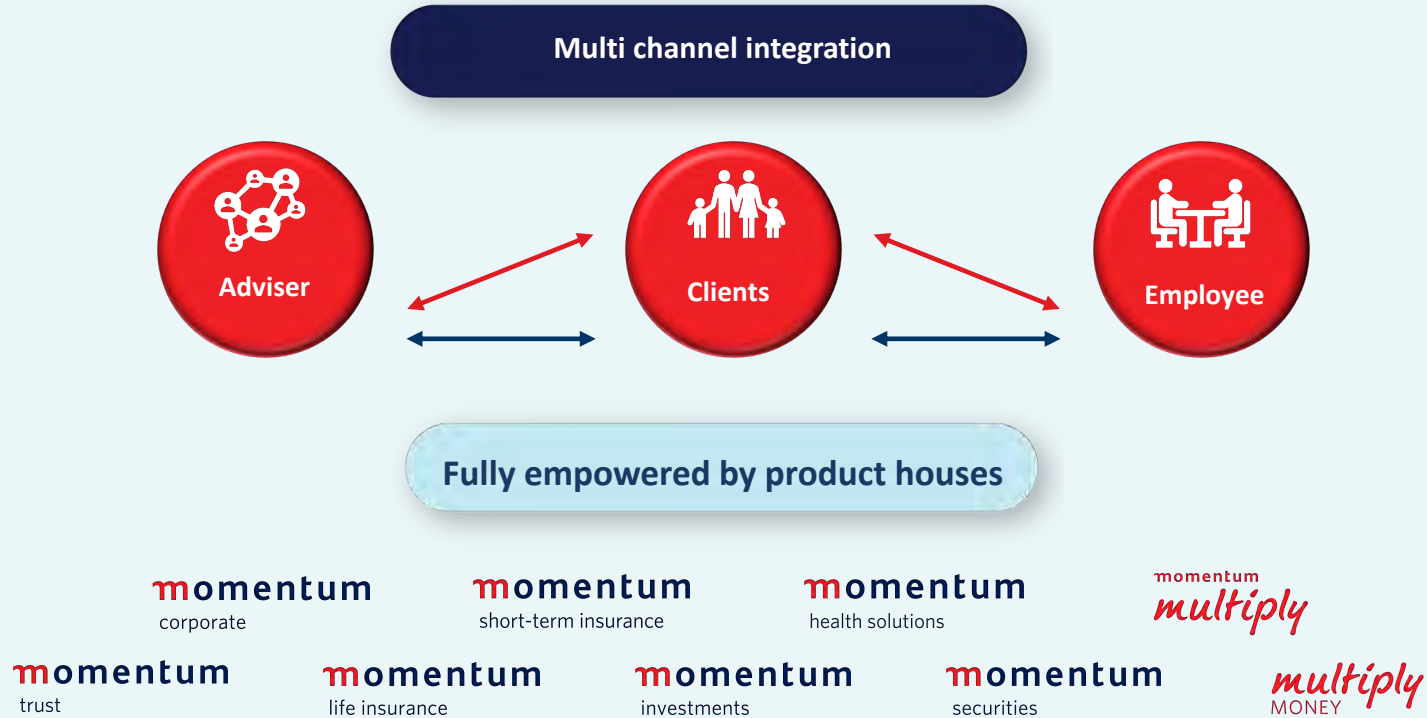 Multi channel integration
Adviser
Clients
Employee
Fully empowered by product houses
momentum
corporate
momentum
short-term insurance
momentum
health solutions
momentum
multiply
momentum
trust
momentum
life insurance
momentum
investments
momentum
securities
multiply
MONEY